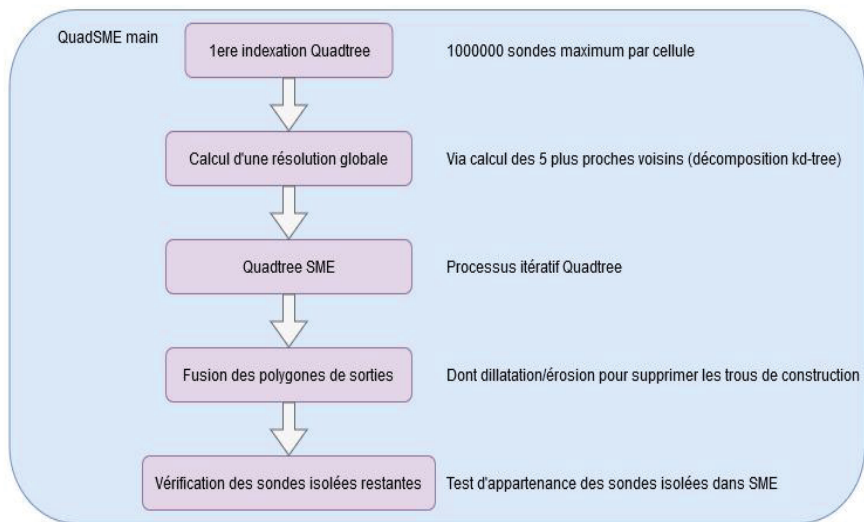 QuadSME main
1ere indexation Quadtree
1000000 sondes maximum par cellule
Calcul d'une résolution globale
Via calcul des 5 plus proches voisins (décomposition kd-tree)
Quadtree SME
Processus itératif Quadtree
Fusion des polygones de sorties
Dont dillatation/érosion pour supprimer les trous de construction
Vérification des sondes isolées restantes
Test d'appartenance des sondes isolées dans SME